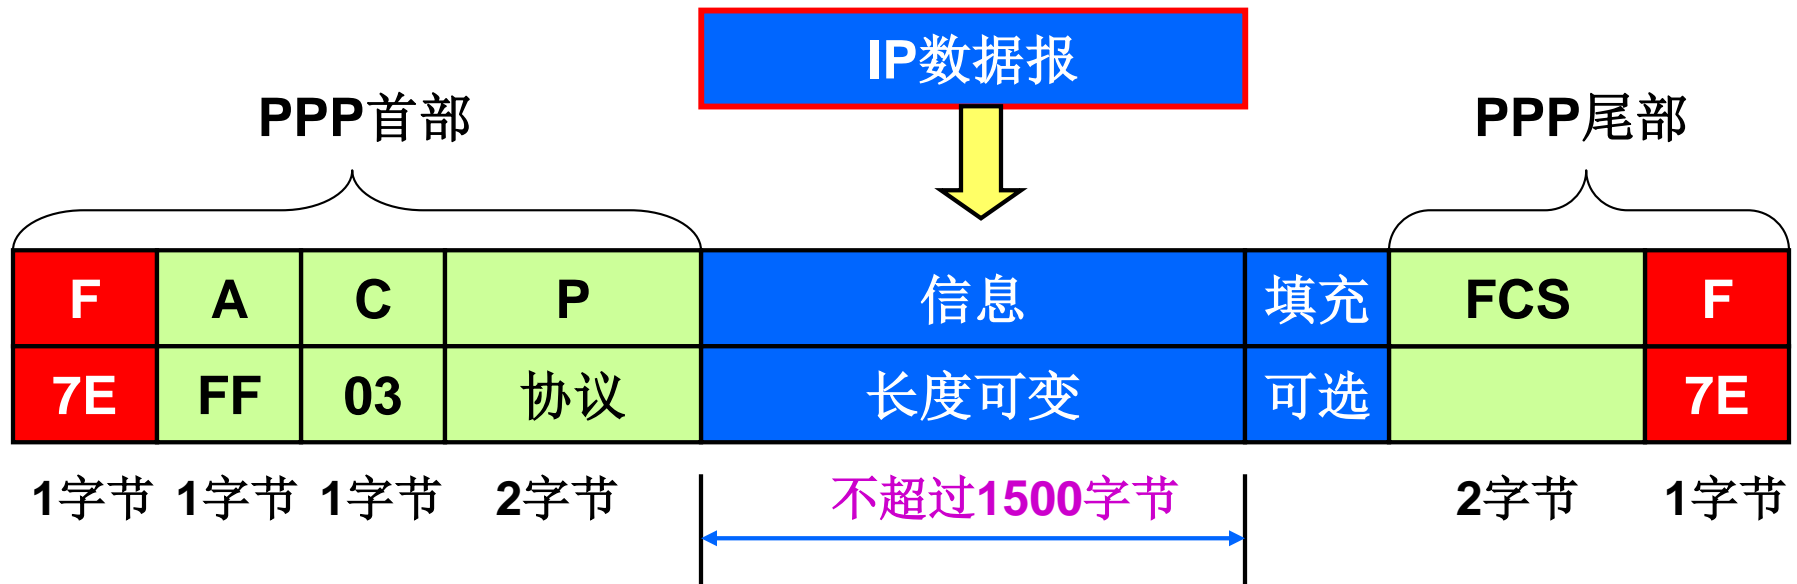 IP数据报
PPP首部
PPP尾部
F A C P 信息 填充 FCS F
7E FF 03 协议 长度可变 可选 7E
1字节 1字节 1字节 2字节 不超过1500字节 2字节 1字节